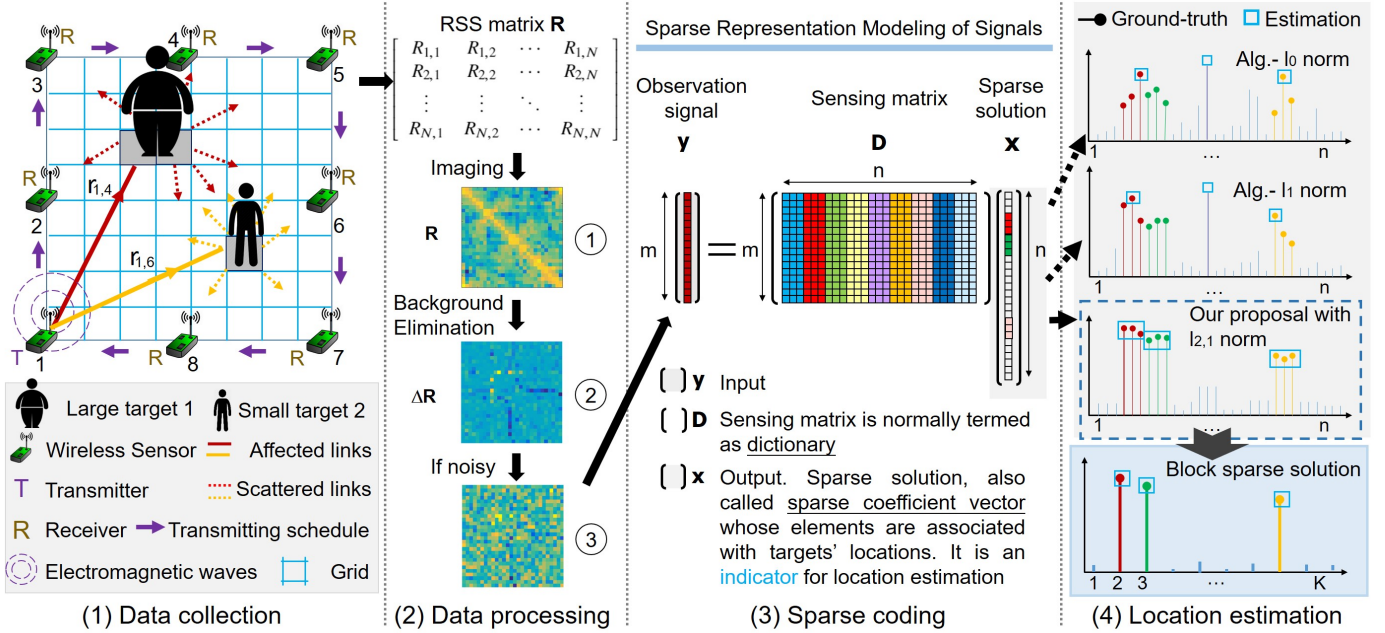 R
4
R
R
3
5
r1,4
R
R
2
6
r1,6
T
1
R
8
R
7
Large target 1
Small target 2
Wireless Sensor
Affected links
T
Transmitter
Scattered links
R
Receiver
Transmitting schedule
Electromagnetic waves
Grid
(1) Data collection
RSS matrix R
R1,1 R1,2 ⋯ R1,N
R2,1 R2,2 ⋯ R2,N
⋮ ⋮ ⋱ ⋮
RN,1 RN,2 ⋯ RN,N
Imaging
R
1
Background
Elimination
ΔR
2
If noisy
3
(2) Data processing
Sparse Representation Modeling of Signals
Observation
signal
y
Sensing matrix
D
Sparse
solution
x
n
m
=
m
n
y Input
D Sensing matrix is normally termed
as dictionary
x Output. Sparse solution, also
called sparse coefficient vector
whose elements are associated
with targets' locations. It is an
indicator for location estimation
(3) Sparse coding
Ground-truth
Estimation
Alg.- l0 norm
1 ... n
Alg.- l1 norm
1 ... n
Our proposal with
l2,1 norm
1 ... n
Block sparse solution
1 2 3 ... K
(4) Location estimation